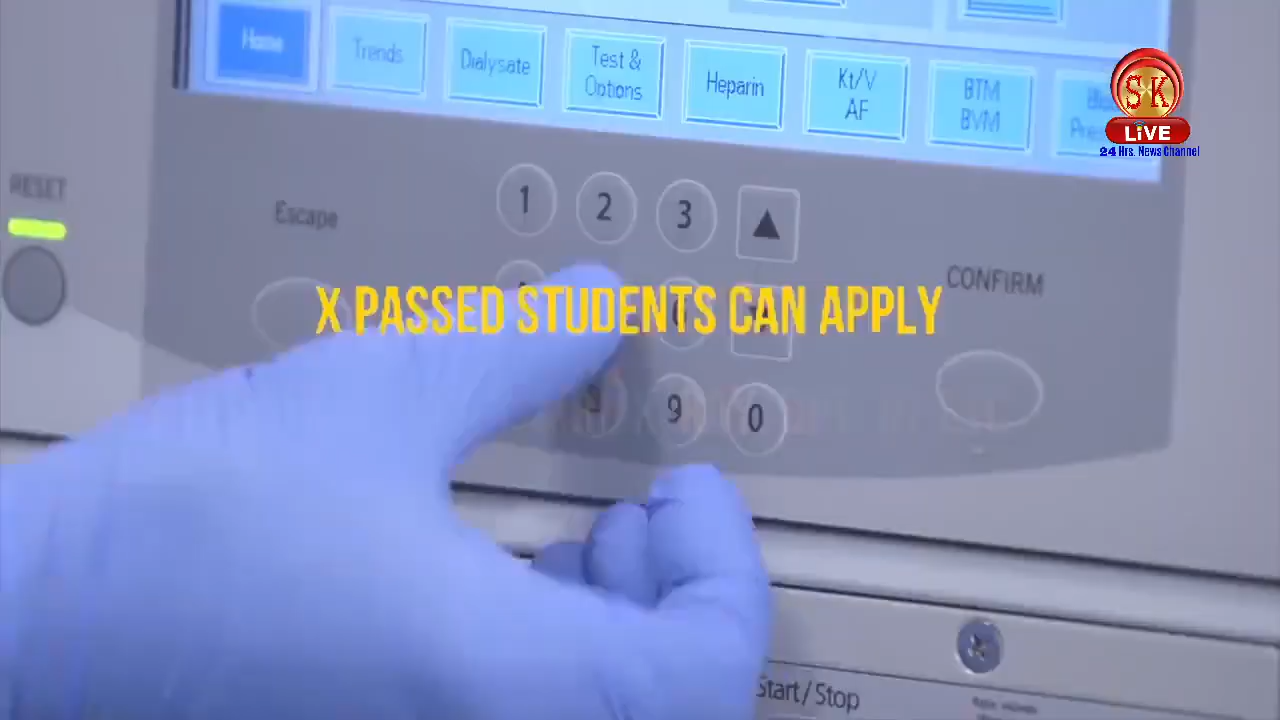 Home
Trends
Dialysate
Test &
Options
Heparin
Kt/V
AF
BTM
BVM
SK
LiVE
24 Hrs. News Channel
RESET
Escape
1
2
3
▲
CONFIRM
X PASSED STUDENTS CAN APPLY
9
0
Start / Stop